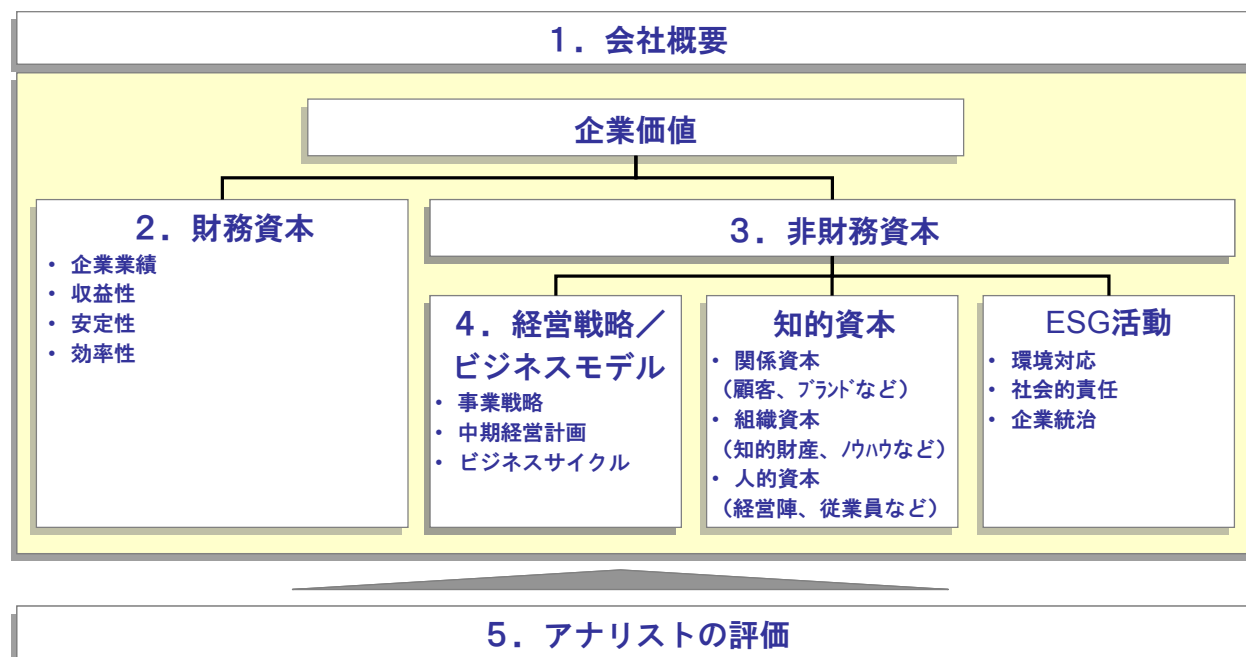 １．会社概要
企業価値
２．財務資本
・ 企業業績
・ 収益性
・ 安定性
・ 効率性
３．非財務資本
４．経営戦略／
ビジネスモデル
・ 事業戦略
・ 中期経営計画
・ ビジネスサイクル
知的資本
・ 関係資本
（顧客、ﾌﾞﾗﾝﾄﾞなど）
・ 組織資本
（知的財産、ﾉｳﾊｳなど）
・ 人的資本
（経営陣、従業員など）
ESG活動
・ 環境対応
・ 社会的責任
・ 企業統治
５．アナリストの評価